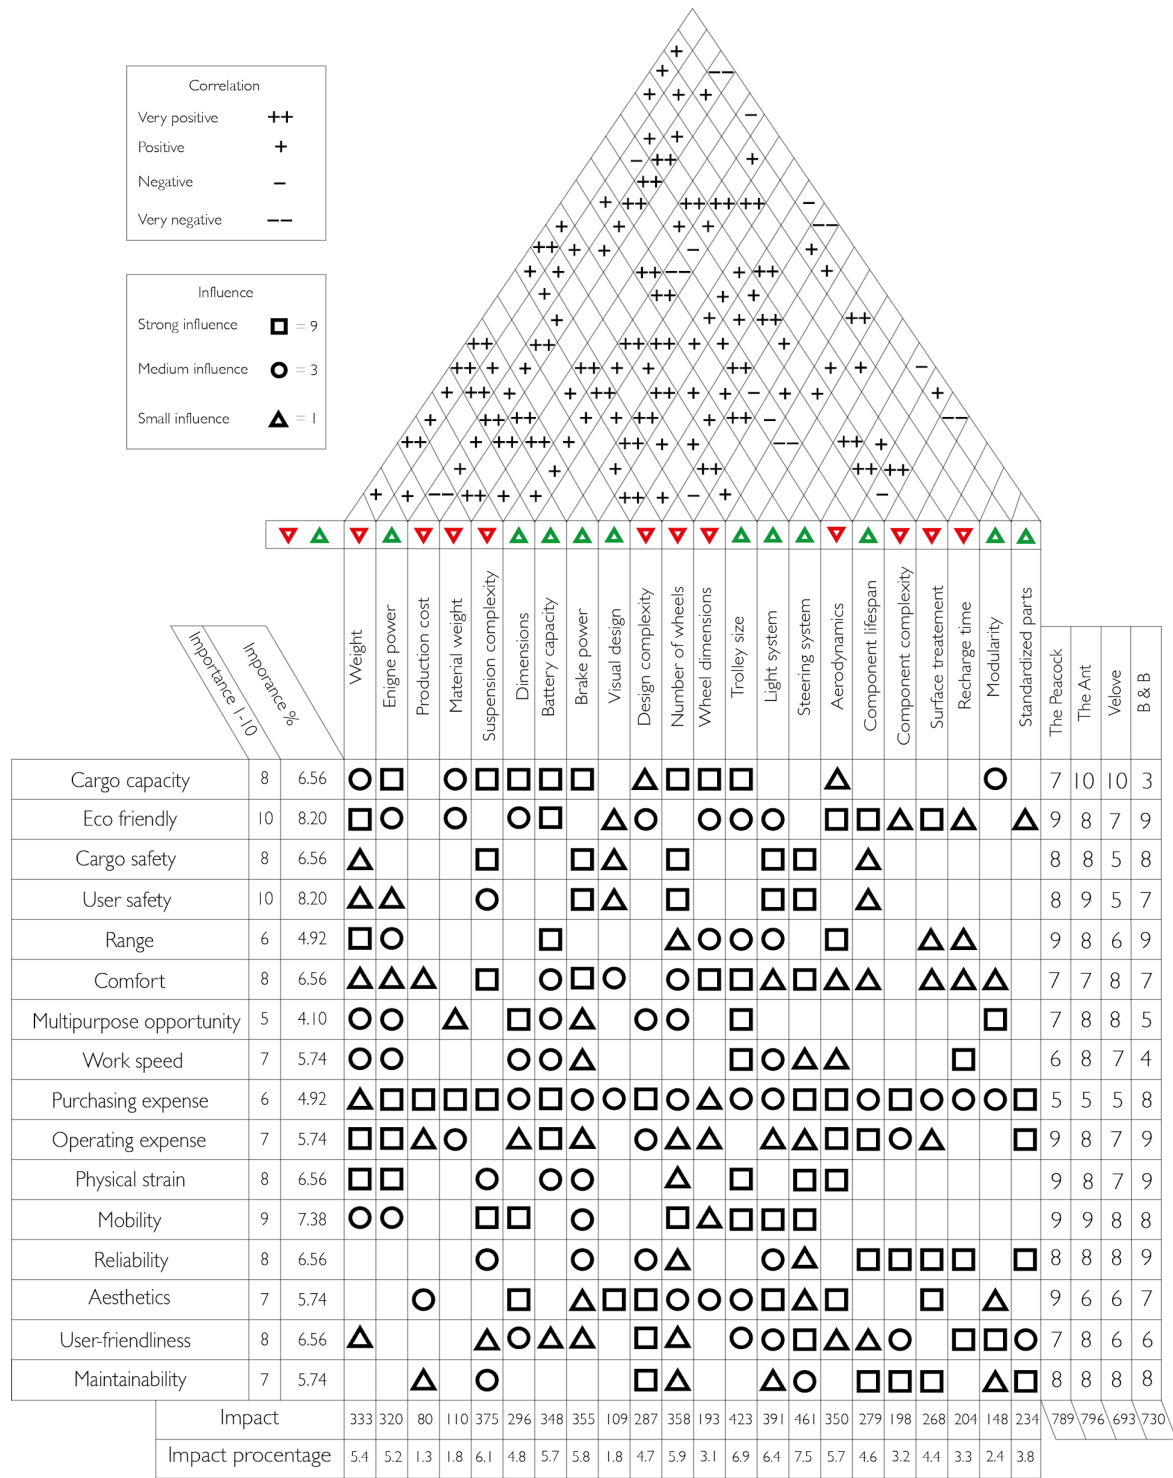 Correlation
Very positive ++
Positive +
Negative –
Very negative – –
Influence
Strong influence = 9
Medium influence = 3
Small influence = 1
Importance 1-10
Imporance %
Weight
Enigne power
Production cost
Material weight
Suspension complexity
Dimensions
Battery capacity
Brake power
Visual design
Design complexity
Number of wheels
Wheel dimensions
Trolley size
Light system
Steering system
Aerodynamics
Component lifespan
Component complexity
Surface treatement
Recharge time
Modularity
Standardized parts
The Peacock
The Ant
Velove
B & B
Cargo capacity 8 6.56 7 10 10 3
Eco friendly 10 8.20 9 8 7 9
Cargo safety 8 6.56 8 8 5 8
User safety 10 8.20 8 9 5 7
Range 6 4.92 9 8 6 9
Comfort 8 6.56 7 7 8 7
Multipurpose opportunity 5 4.10 7 8 8 5
Work speed 7 5.74 6 8 7 4
Purchasing expense 6 4.92 5 5 5 8
Operating expense 7 5.74 9 8 7 9
Physical strain 8 6.56 9 8 7 9
Mobility 9 7.38 9 9 8 8
Reliability 8 6.56 8 8 8 9
Aesthetics 7 5.74 9 6 6 7
User-friendliness 8 6.56 7 8 6 6
Maintainability 7 5.74 8 8 8 8
Impact 333 320 80 110 375 296 348 355 109 287 358 193 423 391 461 350 279 198 268 204 148 234 789 796 693 730
Impact procentage 5.4 5.2 1.3 1.8 6.1 4.8 5.7 5.8 1.8 4.7 5.9 3.1 6.9 6.4 7.5 5.7 4.6 3.2 4.4 3.3 2.4 3.8